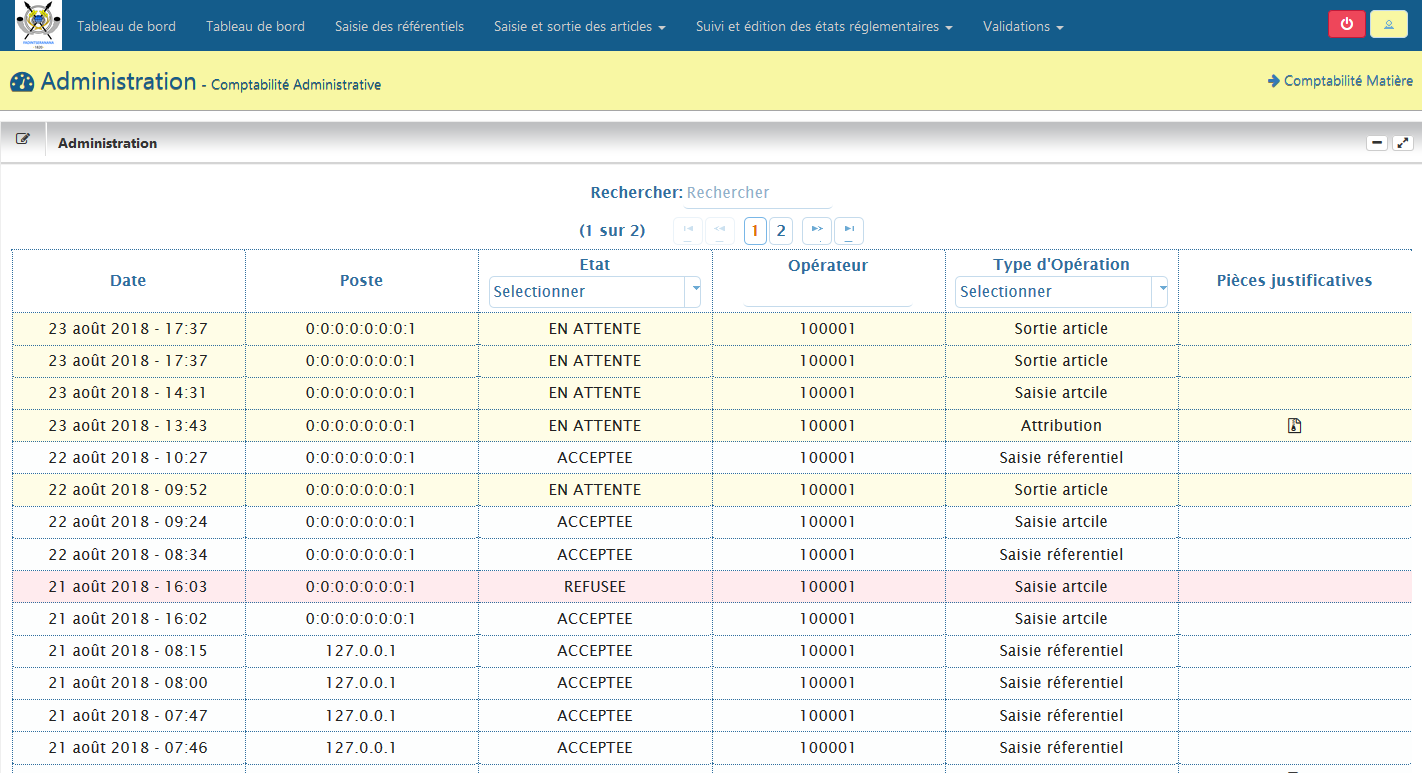 Tableau de bord Tableau de bord Saisie des référentiels Saisie et sortie des articles Suivi et édition des états réglementaires Validations
Administration - Comptabilité Administrative Comptabilité Matière
Administration
Rechercher: Rechercher
(1 sur 2) 1 2
Date Poste Etat Opérateur Type d'Opération Pièces justificatives
Selectionner Selectionner
23 août 2018 - 17:37 0:0:0:0:0:0:0:1 EN ATTENTE 100001 Sortie article
23 août 2018 - 17:37 0:0:0:0:0:0:0:1 EN ATTENTE 100001 Sortie article
23 août 2018 - 14:31 0:0:0:0:0:0:0:1 EN ATTENTE 100001 Saisie artcile
23 août 2018 - 13:43 0:0:0:0:0:0:0:1 EN ATTENTE 100001 Attribution
22 août 2018 - 10:27 0:0:0:0:0:0:0:1 ACCEPTEE 100001 Saisie réferentiel
22 août 2018 - 09:52 0:0:0:0:0:0:0:1 EN ATTENTE 100001 Sortie article
22 août 2018 - 09:24 0:0:0:0:0:0:0:1 ACCEPTEE 100001 Saisie artcile
22 août 2018 - 08:34 0:0:0:0:0:0:0:1 ACCEPTEE 100001 Saisie réferentiel
21 août 2018 - 16:03 0:0:0:0:0:0:0:1 REFUSEE 100001 Saisie artcile
21 août 2018 - 16:02 0:0:0:0:0:0:0:1 ACCEPTEE 100001 Saisie artcile
21 août 2018 - 08:15 127.0.0.1 ACCEPTEE 100001 Saisie réferentiel
21 août 2018 - 08:00 127.0.0.1 ACCEPTEE 100001 Saisie réferentiel
21 août 2018 - 07:47 127.0.0.1 ACCEPTEE 100001 Saisie réferentiel
21 août 2018 - 07:46 127.0.0.1 ACCEPTEE 100001 Saisie réferentiel